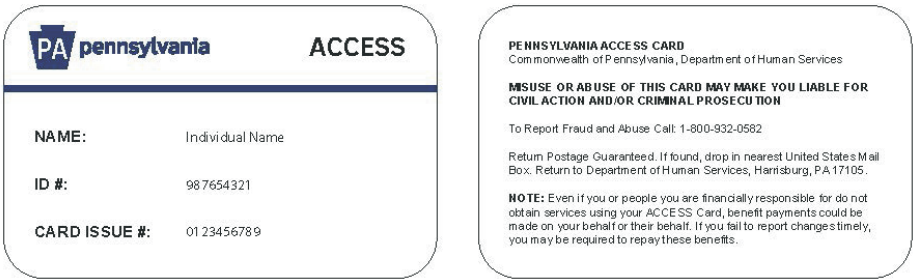 PA pennsylvania
ACCESS
NAME: Individual Name
ID #: 987654321
CARD ISSUE #: 0123456789
PENNSYLVANIA ACCESS CARD
Commonwealth of Pennsylvania, Department of Human Services
MISUSE OR ABUSE OF THIS CARD MAY MAKE YOU LIABLE FOR
CIVIL ACTION AND/OR CRIMINAL PROSECUTION
To Report Fraud and Abuse Call: 1-800-932-0582
Return Postage Guaranteed. If found, drop in nearest United States Mail
Box. Return to Department of Human Services, Harrisburg, PA 17105.
NOTE: Even if you or people you are financially responsible for do not
obtain services using your ACCESS Card, benefit payments could be
made on your behalf or their behalf. If you fail to report changes timely,
you may be required to repay these benefits.